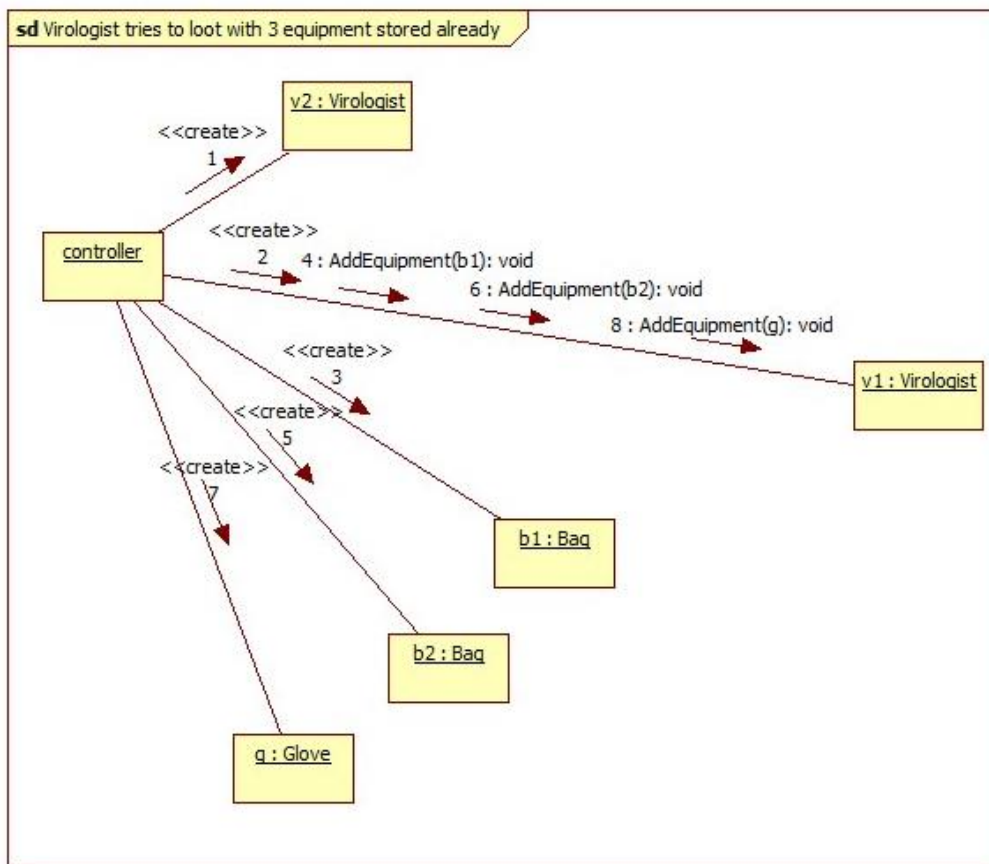 sd Virologist tries to loot with 3 equipment stored already
v2 : Virologist
<<create>>
1
controller
<<create>>
2
4 : AddEquipment(b1): void
6 : AddEquipment(b2): void
8 : AddEquipment(g): void
v1 : Virologist
<<create>>
3
<<create>>
5
<<create>>
7
b1 : Bag
b2 : Bag
g : Glove